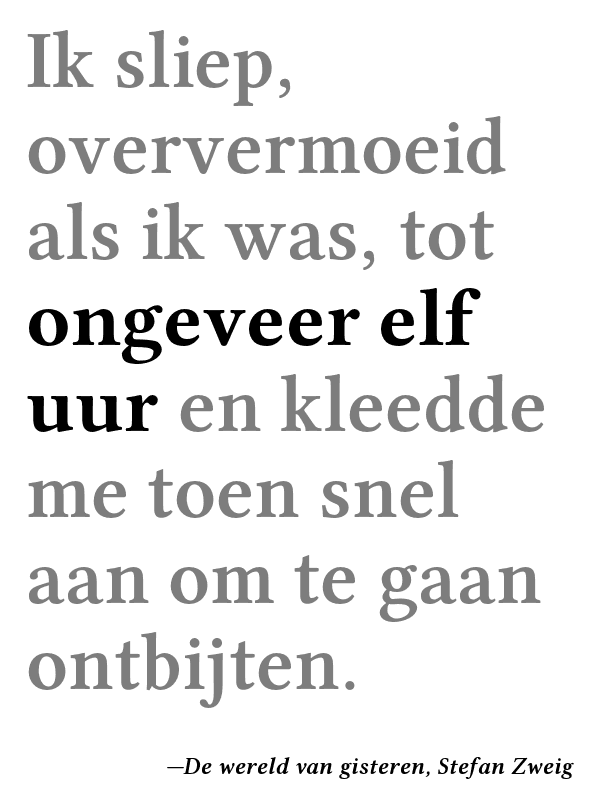 Ik sliep,
oververmoeid
als ik was, tot
ongeveer elf
uur en kleedde
me toen snel
aan om te gaan
ontbijten.
—De wereld van gisteren, Stefan Zweig